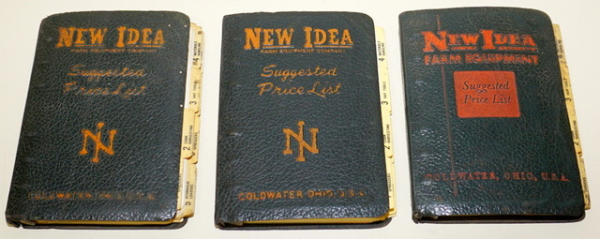 NEW IDEA
FARM EQUIPMENT COMPANY
Suggested
Price List
N
COLDWATER OHIO, U.S.A.
NEW IDEA
FARM EQUIPMENT COMPANY
Suggested
Price List
N
COLDWATER OHIO, U.S.A.
NEW IDEA
FARM EQUIPMENT
Suggested
Price List
COLDWATER, OHIO, U.S.A.